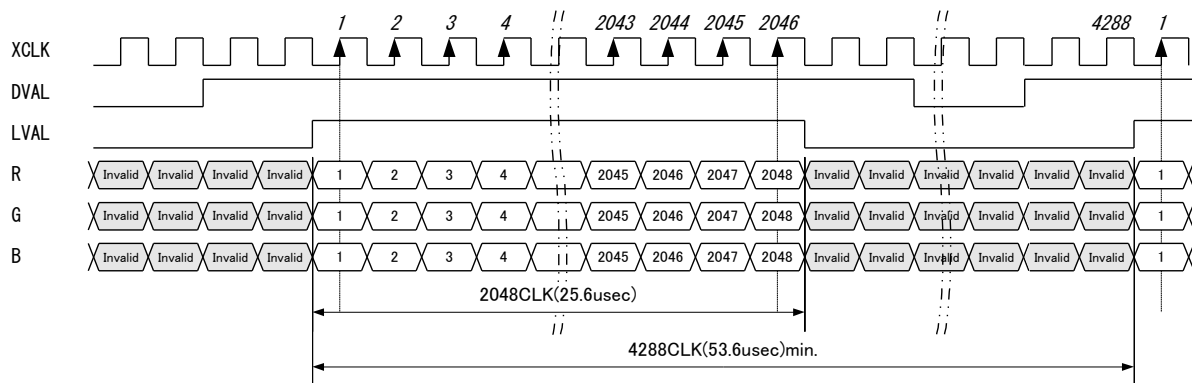 1 2 3 4 2043 2044 2045 2046 4288 1
XCLK
DVAL
LVAL
R Invalid Invalid Invalid Invalid 1 2 3 4 2045 2046 2047 2048 Invalid Invalid Invalid Invalid Invalid Invalid 1
G Invalid Invalid Invalid Invalid 1 2 3 4 2045 2046 2047 2048 Invalid Invalid Invalid Invalid Invalid Invalid 1
B Invalid Invalid Invalid Invalid 1 2 3 4 2045 2046 2047 2048 Invalid Invalid Invalid Invalid Invalid Invalid 1
2048CLK(25.6usec)
4288CLK(53.6usec)min.